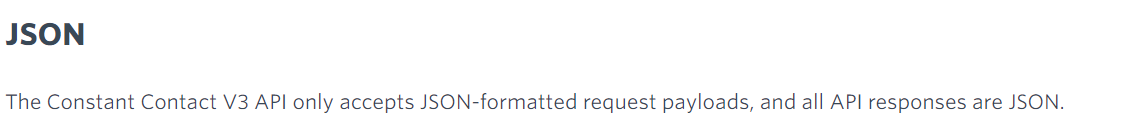 JSON
The Constant Contact V3 API only accepts JSON-formatted request payloads, and all API responses are JSON.